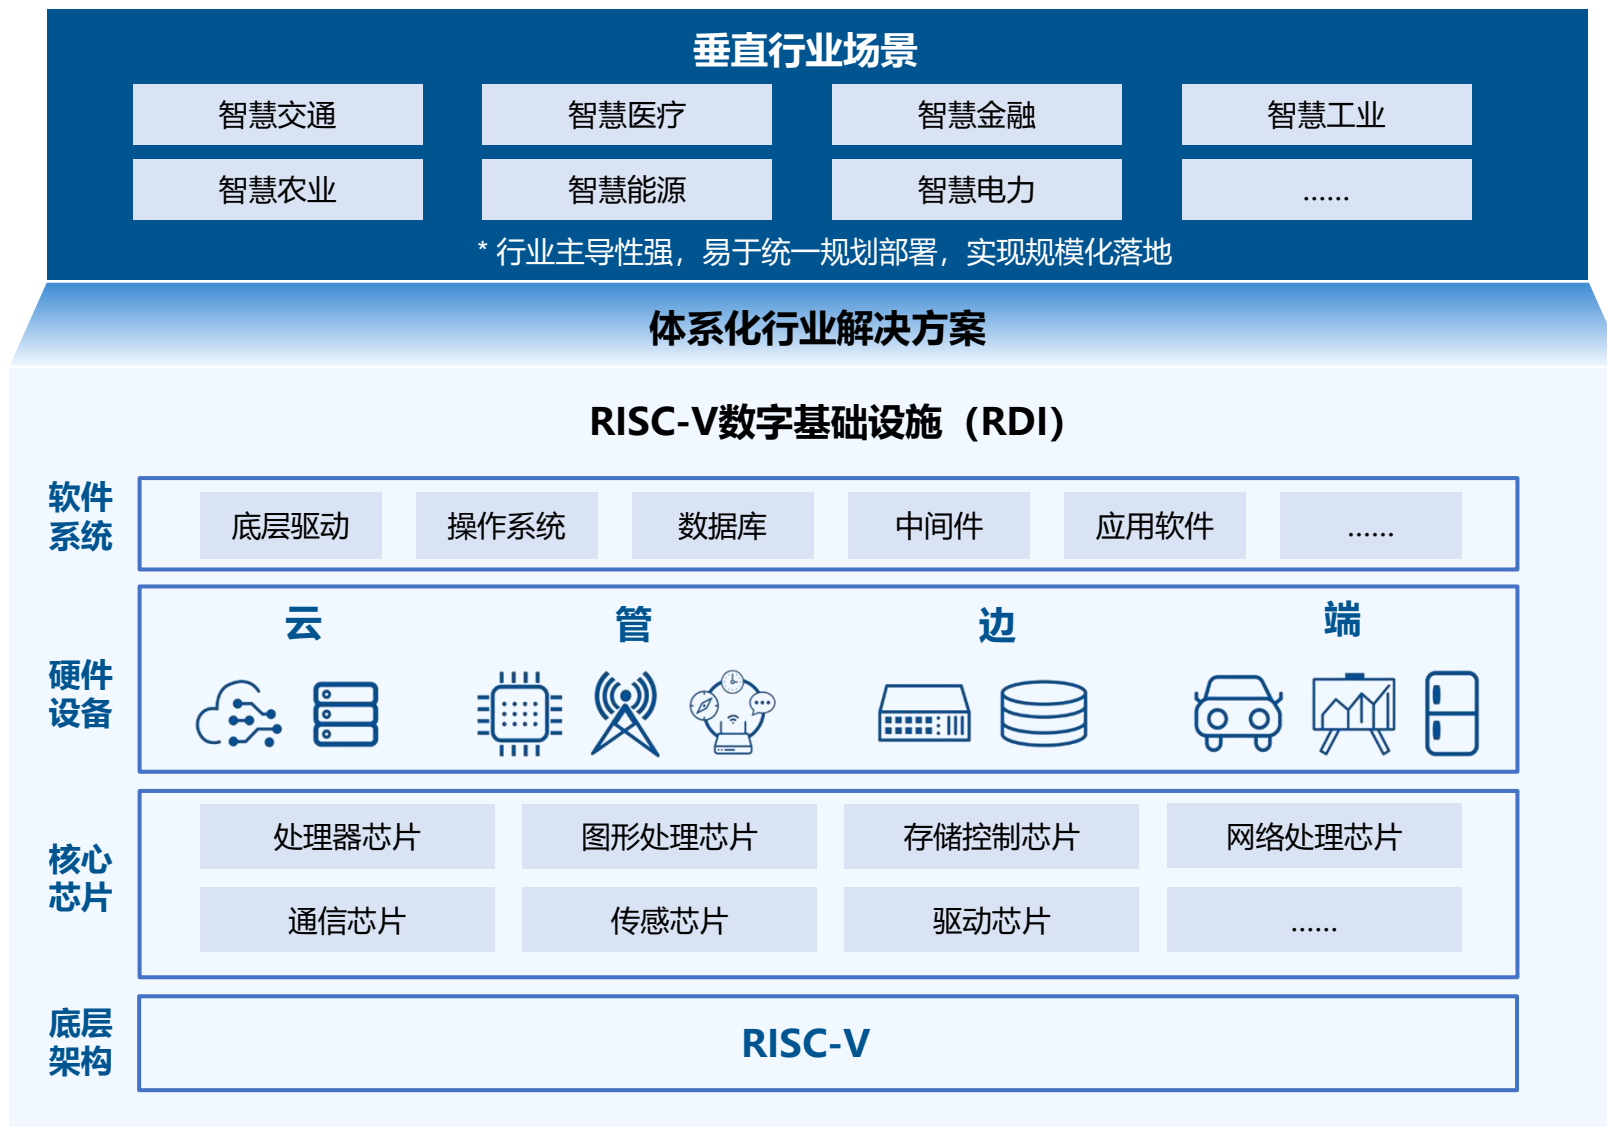 垂直行业场景
智慧交通
智慧医疗
智慧金融
智慧工业
智慧农业
智慧能源
智慧电力
......
* 行业主导性强，易于统一规划部署，实现规模化落地
体系化行业解决方案
RISC-V数字基础设施（RDI）
软件
系统
底层驱动
操作系统
数据库
中间件
应用软件
......
硬件
设备
云
管
边
端
核心
芯片
处理器芯片
图形处理芯片
存储控制芯片
网络处理芯片
通信芯片
传感芯片
驱动芯片
......
底层
架构
RISC-V